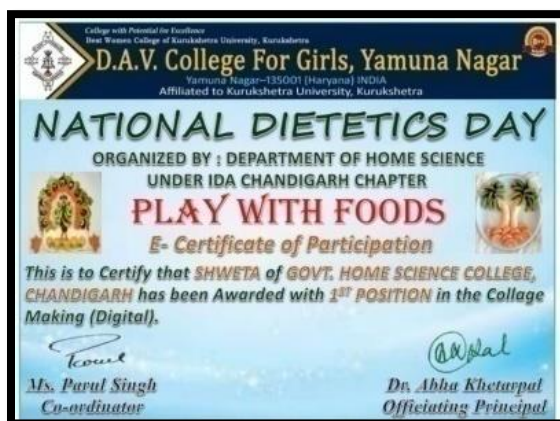 College with Potential for Excellence
Best Women College of Kurukshetra University, Kurukshetra
D.A.V. College For Girls, Yamuna Nagar
Yamuna Nagar-135001 (Haryana) INDIA
Affiliated to Kurukshetra University, Kurukshetra
NATIONAL DIETETICS DAY
ORGANIZED BY : DEPARTMENT OF HOME SCIENCE
UNDER IDA CHANDIGARH CHAPTER
PLAY WITH FOODS
E- Certificate of Participation
This is to Certify that SHWETA of GOVT. HOME SCIENCE COLLEGE,
CHANDIGARH has been Awarded with 1ST POSITION in the Collage
Making (Digital).
Ms. Parul Singh
Co-ordinator
Dr. Abha Khetarpal
Officiating Principal